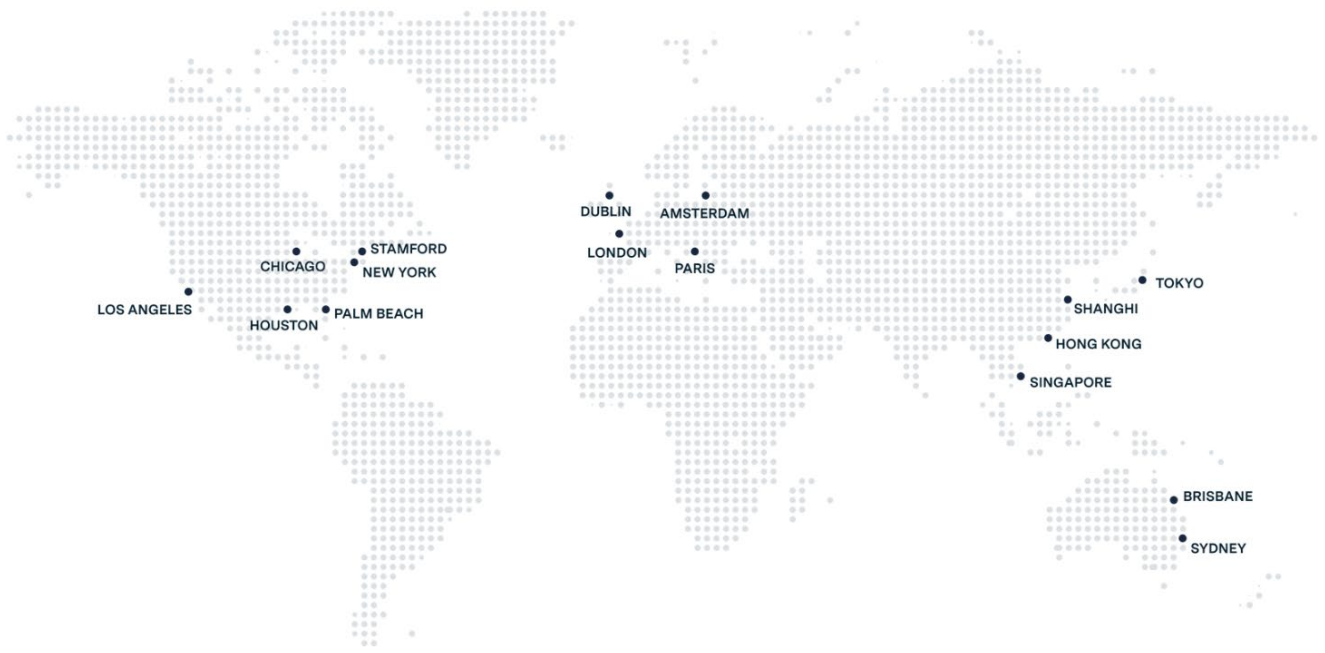 DUBLIN
AMSTERDAM
STAMFORD
LONDON
CHICAGO
NEW YORK
PARIS
TOKYO
LOS ANGELES
SHANGHI
PALM BEACH
HOUSTON
HONG KONG
SINGAPORE
BRISBANE
SYDNEY